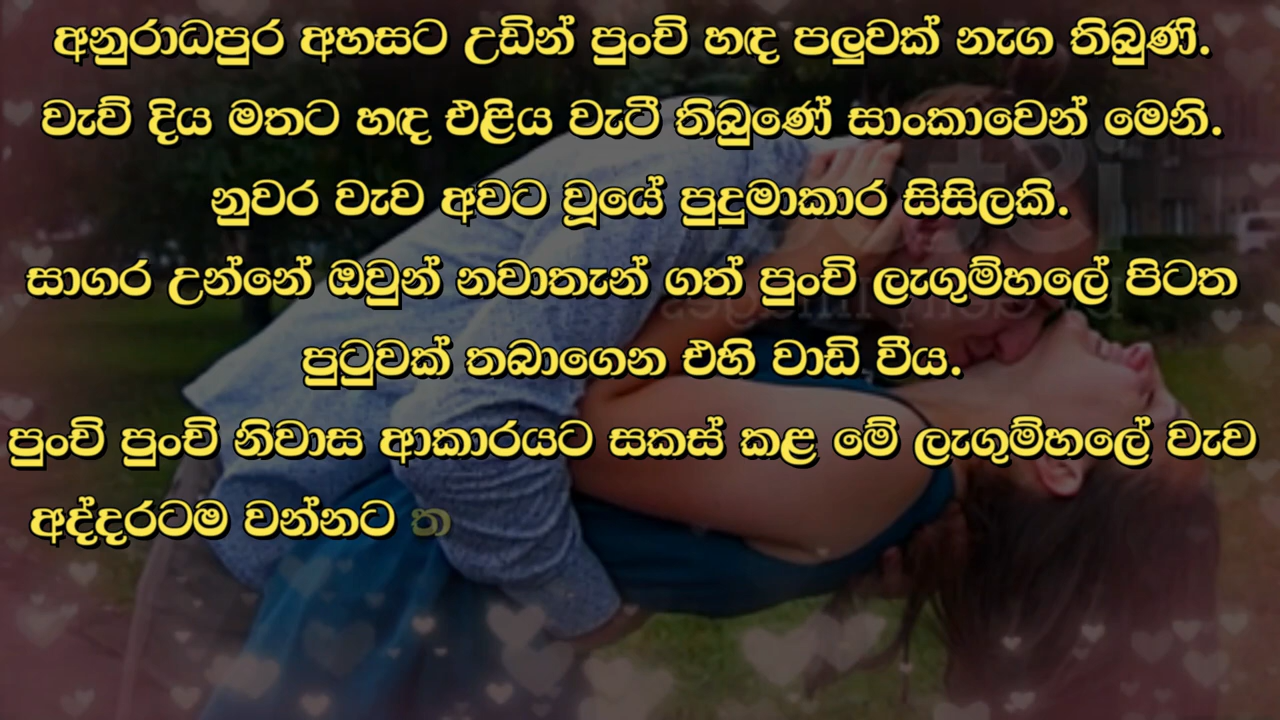 අනුරාධපුර අහසට උඩින් පුංචි හඳ පලුවක් නැග තිබුණි.
වැව් දිය මතට හඳ එළිය වැටී තිබුණේ සාංකාවෙන් මෙනි.
නුවර වැව අවට වූයේ පුදුමාකාර සිසිලකි.
සාගර උන්නේ ඔවුන් නවාතැන් ගත් පුංචි ලැගුම්හලේ පිටත
පුටුවක් තබාගෙන එහි වාඩි වීය.
පුංචි පුංචි නිවාස ආකාරයට සකස් කළ මේ ලැගුම්හලේ වැව
අද්දරටම වන්නට ත